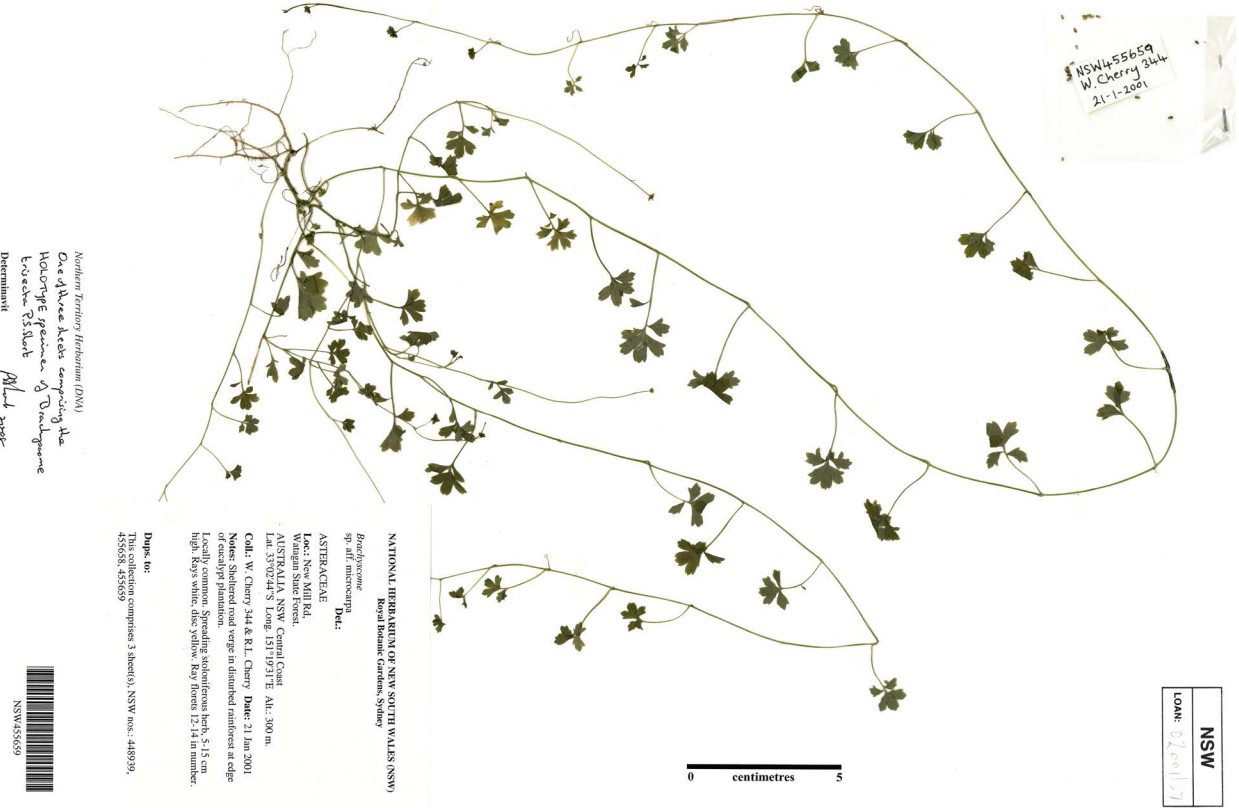 NSW455659
W. Cherry 344
21-1-2001
Northern Territory Herbarium (DNA)
One of three sheets comprising the
HOLOTYPE specimen of Brachyscome
trisecta P.S.Short
Determinavit
NATIONAL HERBARIUM OF NEW SOUTH WALES (NSW)
Royal Botanic Gardens, Sydney
Det.:
Brachyscome
sp. aff. microcarpa
ASTERACEAE
Loc.: New Mill Rd,
Watagan State Forest.
AUSTRALIA NSW Central Coast
Lat. 33°02'44"S Long. 151°19'31"E Alt.: 300 m.
Coll.: W. Cherry 344 & R.L. Cherry Date: 21 Jan 2001
Notes: Sheltered road verge in disturbed rainforest at edge
of eucalypt plantation.
Locally common. Spreading stoloniferous herb, 5-15 cm
high. Rays white, disc yellow. Ray florets 12-14 in number.
Dups. to:
This collection comprises 3 sheet(s), NSW nos.: 448939,
455658, 455659
NSW455659
0 centimetres 5
NSW
LOAN: